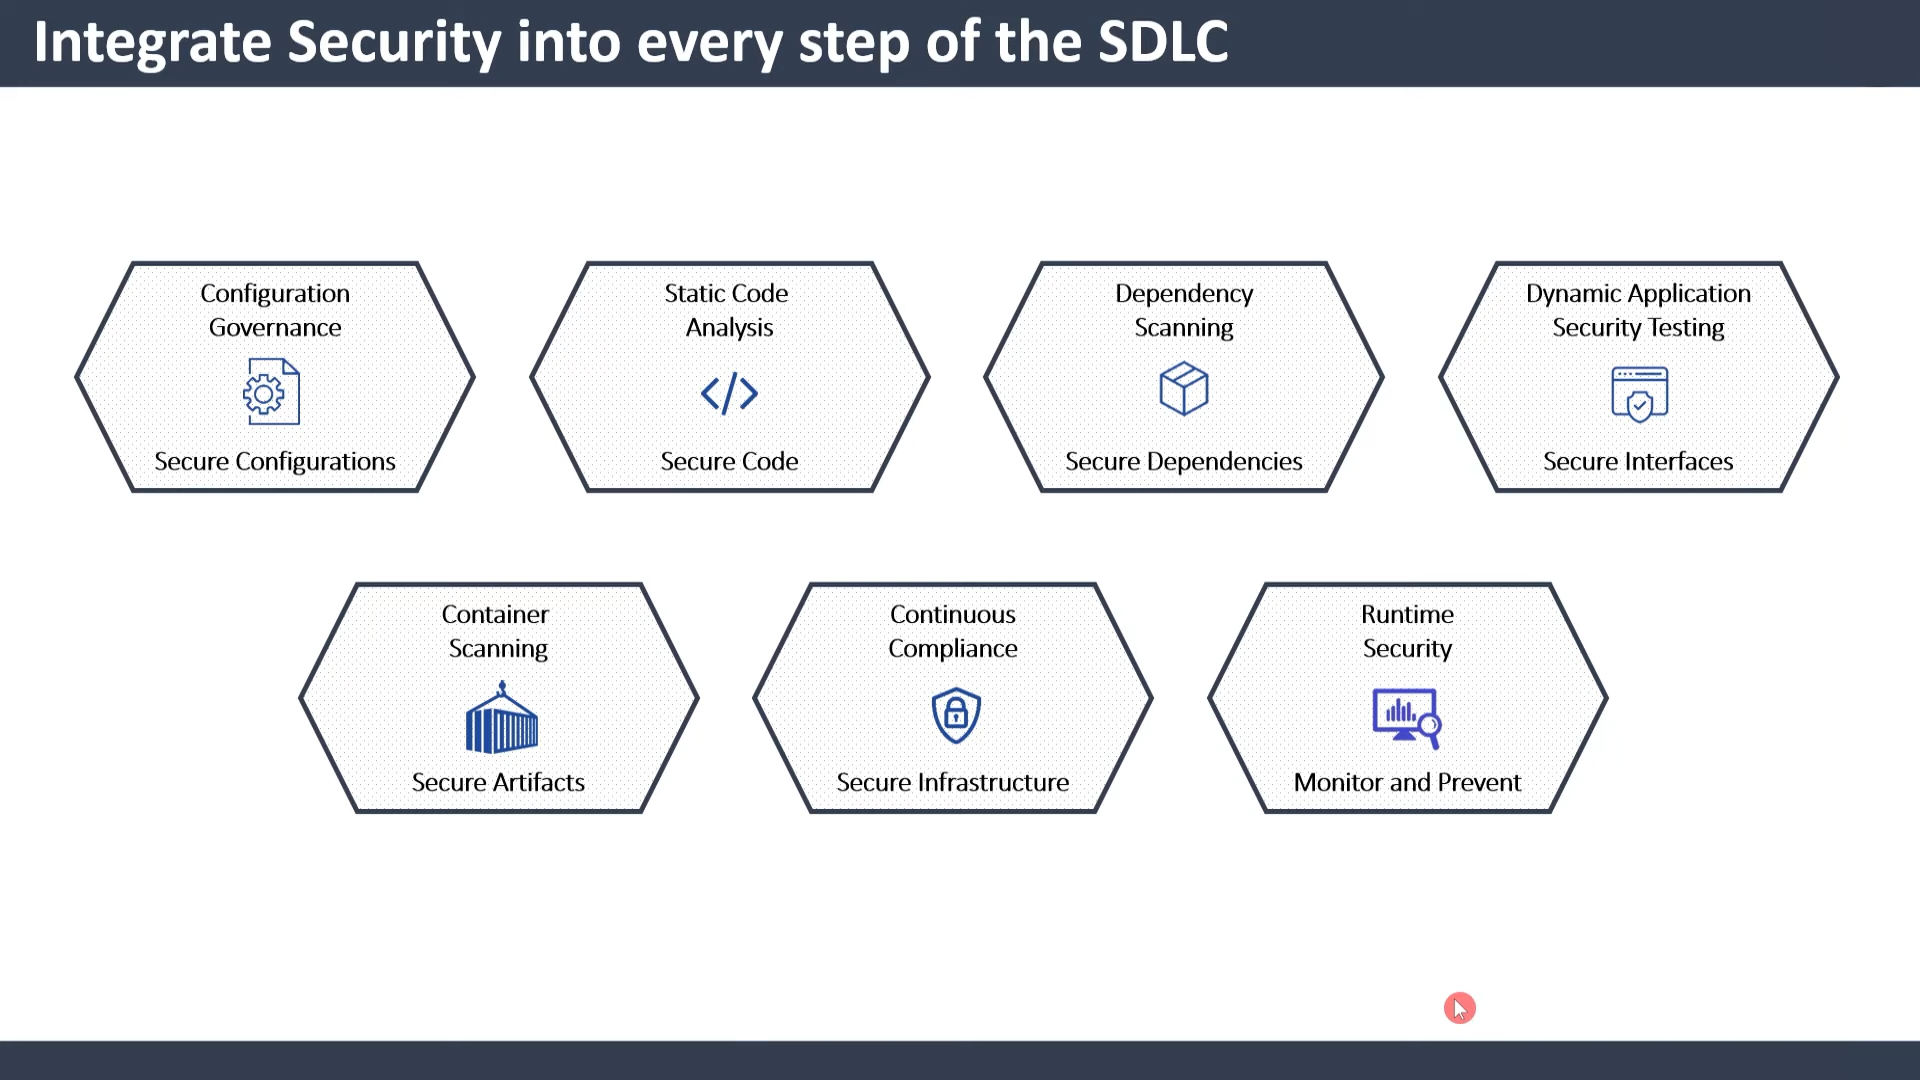 Integrate Security into every step of the SDLC
Configuration
Governance
Secure Configurations
Static Code
Analysis
Secure Code
Dependency
Scanning
Secure Dependencies
Dynamic Application
Security Testing
Secure Interfaces
Container
Scanning
Secure Artifacts
Continuous
Compliance
Secure Infrastructure
Runtime
Security
Monitor and Prevent